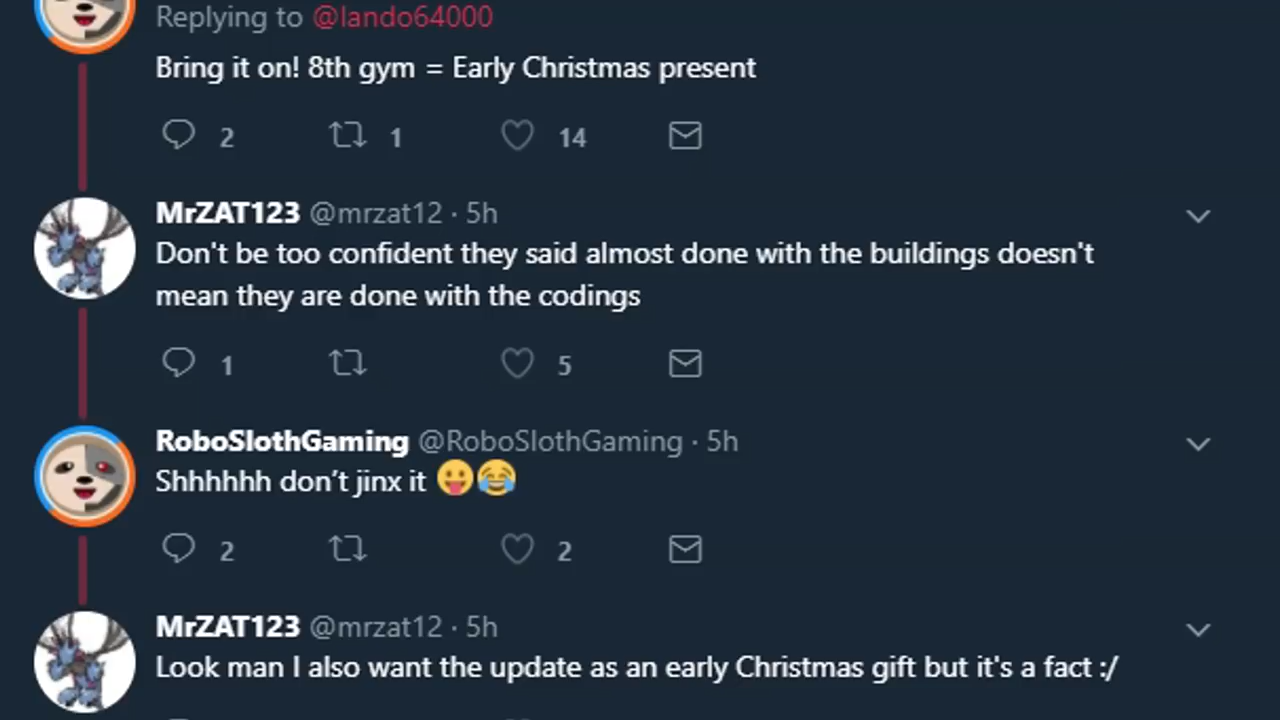 Replying to @lando64000
Bring it on! 8th gym = Early Christmas present
2 1 14
MrZAT123 @mrzat12 · 5h
Don't be too confident they said almost done with the buildings doesn't
mean they are done with the codings
1 5
RoboSlothGaming @RoboSlothGaming · 5h
Shhhhhh don’t jinx it 😛😂
2 2
MrZAT123 @mrzat12 · 5h
Look man I also want the update as an early Christmas gift but it's a fact :/